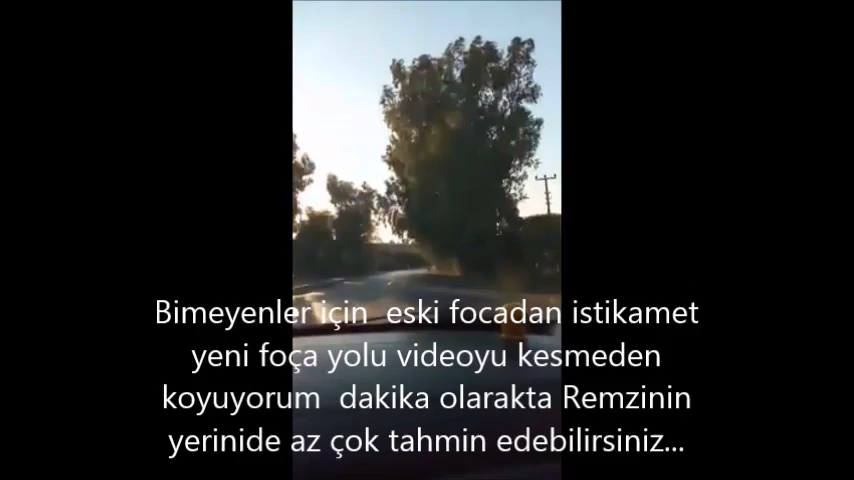 Bimeyenler için  eski focadan istikamet
yeni foça yolu videoyu kesmeden
koyuyorum  dakika olarakta Remzinin
yerinide az çok tahmin edebilirsiniz...